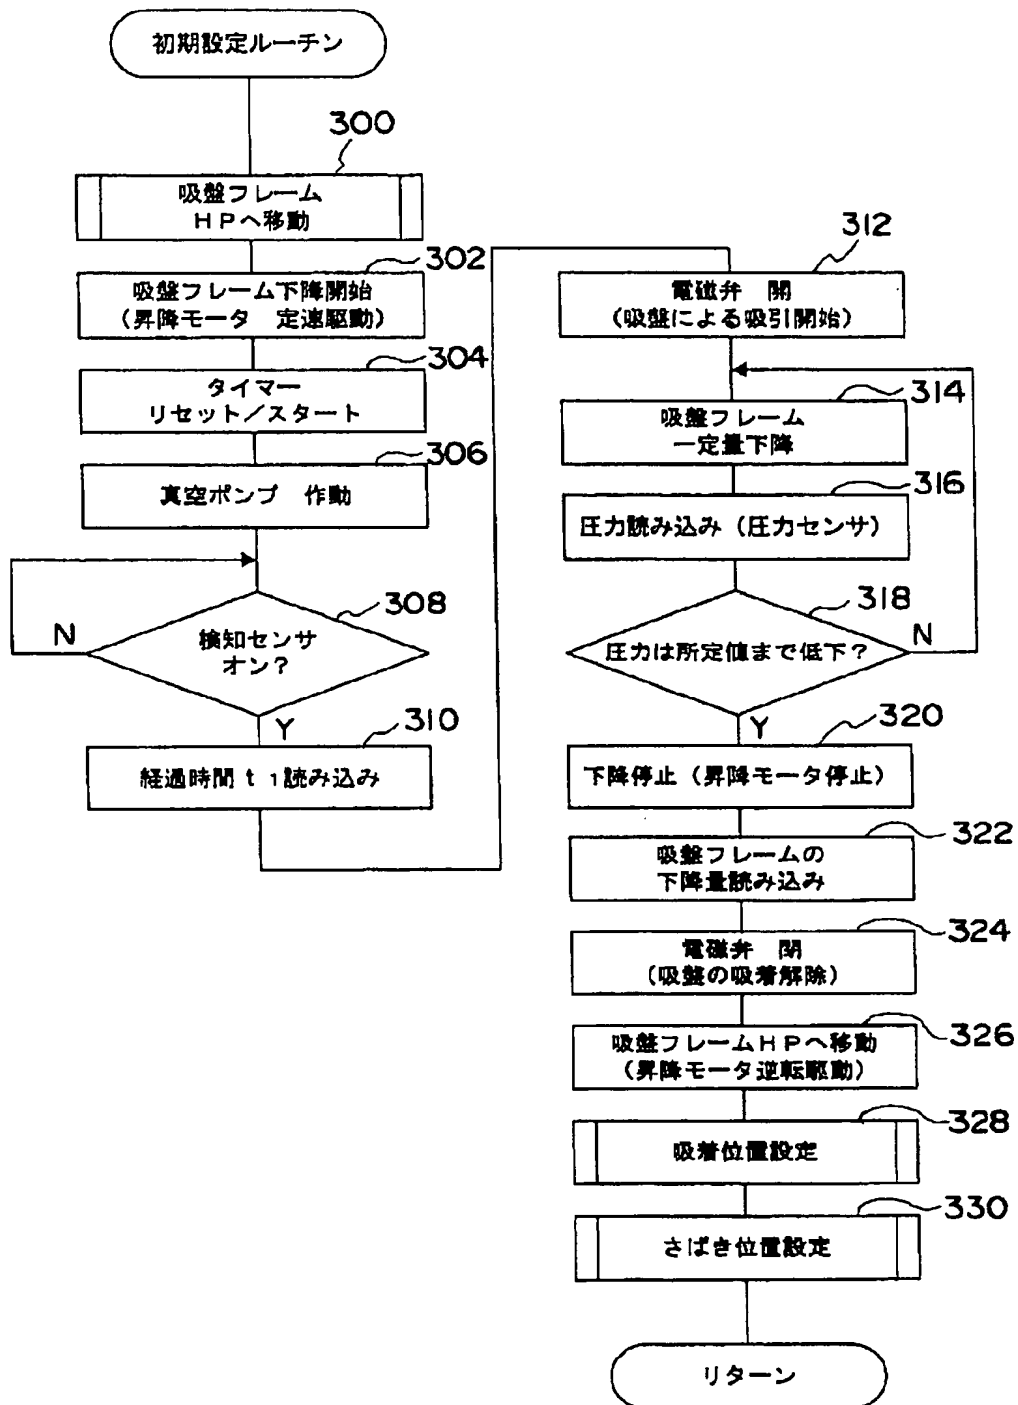 初期設定ルーチン
300
吸盤フレーム
HPへ移動
302
吸盤フレーム下降開始
(昇降モータ 定速駆動)
304
タイマー
リセット/スタート
306
真空ポンプ 作動
308
検知センサ
オン?
N
Y
310
経過時間t1読み込み
312
電磁弁 開
(吸盤による吸引開始)
314
吸盤フレーム
一定量下降
316
圧力読み込み(圧力センサ)
318
圧力は所定値まで低下?
N
Y
320
下降停止(昇降モータ停止)
322
吸盤フレームの
下降量読み込み
324
電磁弁 閉
(吸盤の吸着解除)
326
吸盤フレームHPへ移動
(昇降モータ逆転駆動)
328
吸着位置設定
330
さばき位置設定
リターン